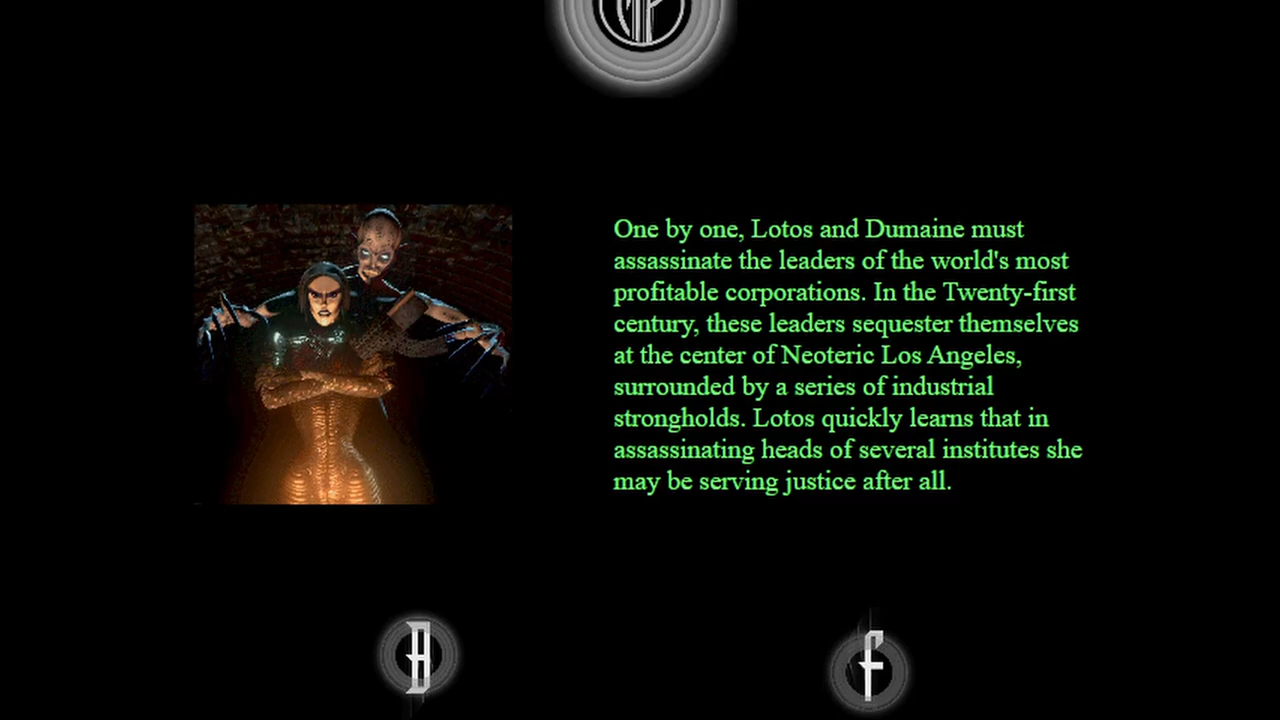 One by one, Lotos and Dumaine must
assassinate the leaders of the world's most
profitable corporations. In the Twenty-first
century, these leaders sequester themselves
at the center of Neoteric Los Angeles,
surrounded by a series of industrial
strongholds. Lotos quickly learns that in
assassinating heads of several institutes she
may be serving justice after all.